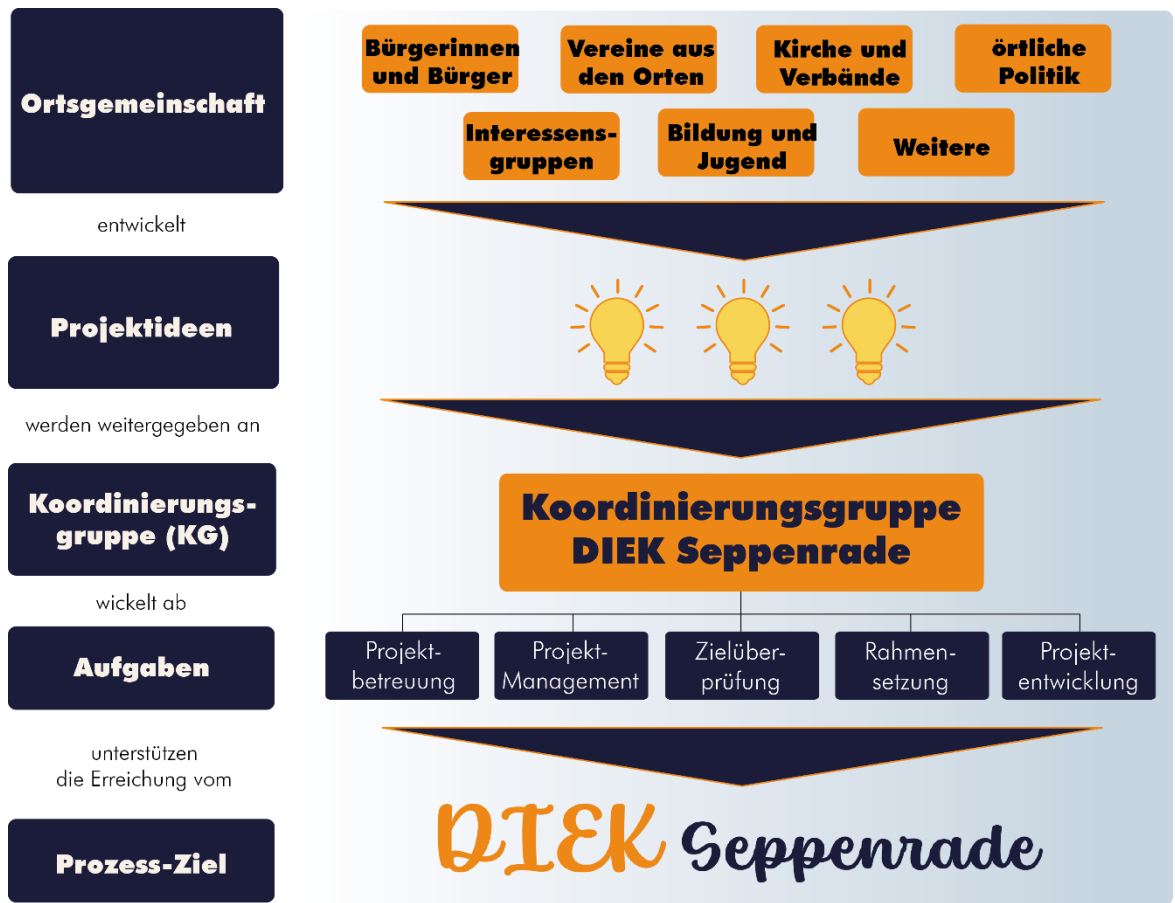 Ortsgemeinschaft
Bürgerinnen
und Bürger
Vereine aus
den Orten
Kirche und
Verbände
örtliche
Politik
Interessens-
gruppen
Bildung und
Jugend
Weitere
entwickelt
Projektideen
werden weitergegeben an
Koordinierungs-
gruppe (KG)
Koordinierungsgruppe
DIEK Seppenrade
wickelt ab
Aufgaben
Projekt-
betreuung
Projekt-
Management
Zielüber-
prüfung
Rahmen-
setzung
Projekt-
entwicklung
unterstützen
die Erreichung vom
Prozess-Ziel
DIEK Seppenrade